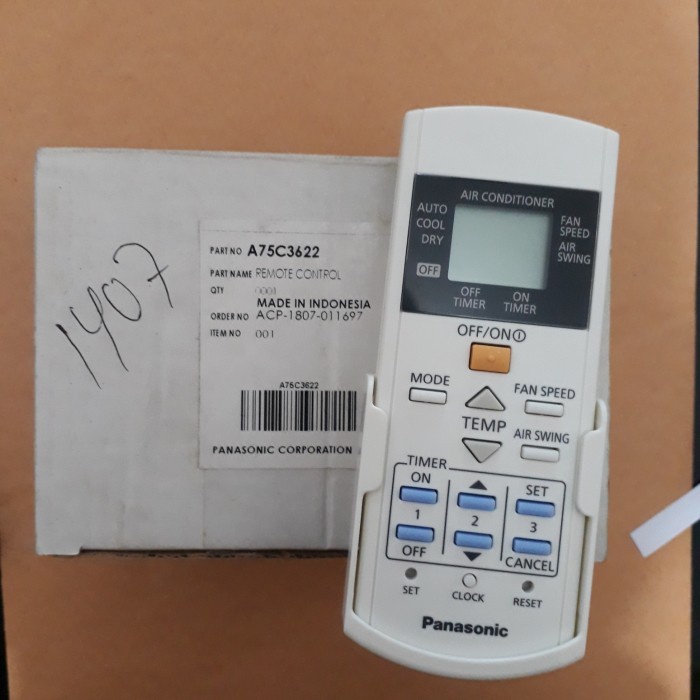 1407
PART NO A75C3622
PART NAME REMOTE CONTROL
QTY 0001
MADE IN INDONESIA
ORDER NO ACP-1807-011697
ITEM NO 001
A75C3622
PANASONIC CORPORATION
AIR CONDITIONER
AUTO
COOL
DRY
OFF
FAN
SPEED
AIR
SWING
OFF
TIMER
ON
TIMER
OFF/ON
MODE
FAN SPEED
TEMP
AIR SWING
TIMER
ON
SET
1
2
3
OFF
CANCEL
SET
CLOCK
RESET
Panasonic